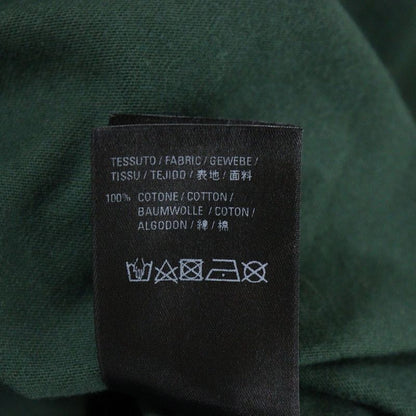 TESSUTO / FABRIC / GEWEBE /
TISSU / TEJIDO / 表地 / 面料
100% COTONE / COTTON /
BAUMWOLLE / COTON /
ALGODON / 綿 / 棉